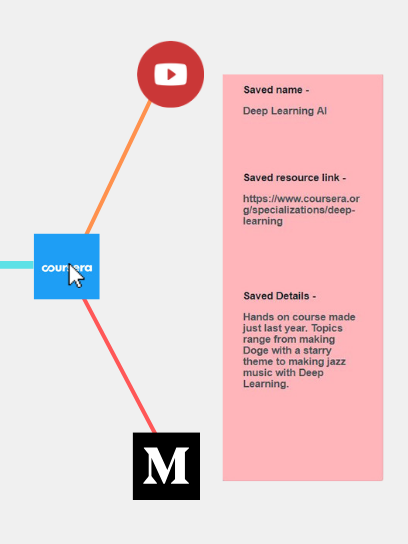 Saved name -
Deep Learning AI
Saved resource link -
https://www.coursera.or
g/specializations/deep-
learning
coursera
Saved Details -
Hands on course made
just last year. Topics
range from making
Doge with a starry
theme to making jazz
music with Deep
Learning.
M